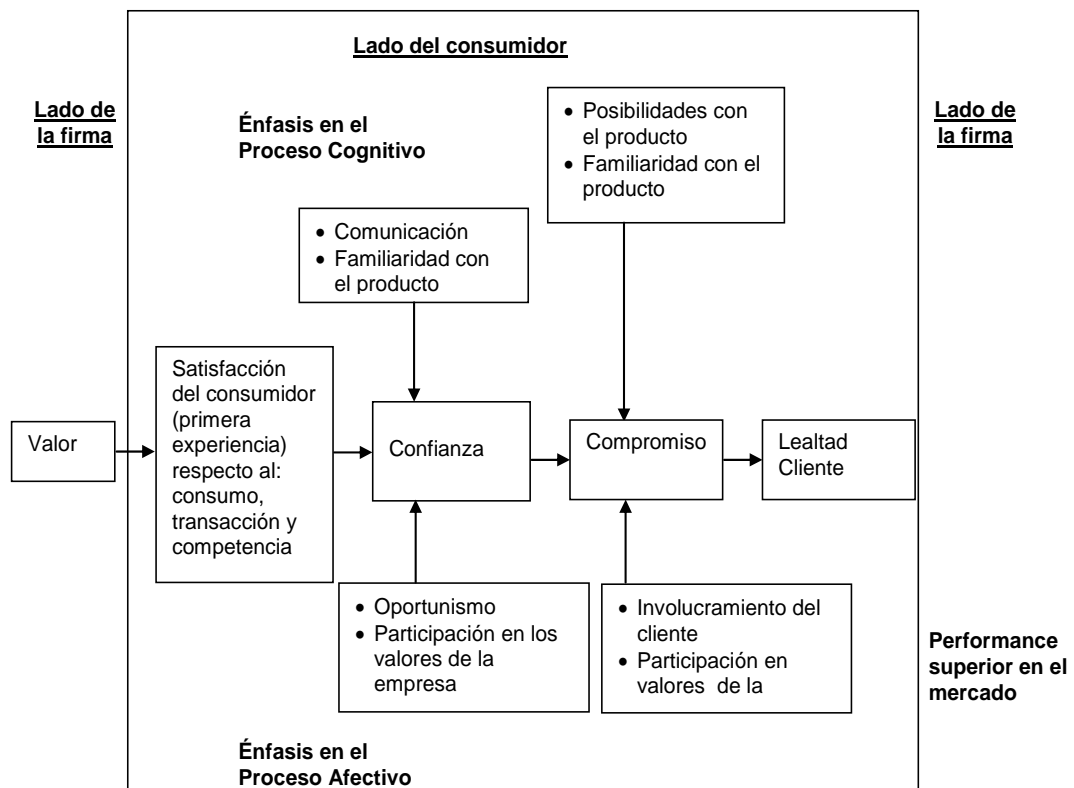 Lado del consumidor
Lado de
la firma
Énfasis en el
Proceso Cognitivo
• Posibilidades con
el producto
• Familiaridad con el
producto
Lado de
la firma
• Comunicación
• Familiaridad con
el producto
Valor
Satisfacción
del consumidor
(primera
experiencia)
respecto al:
consumo,
transacción y
competencia
Confianza
Compromiso
Lealtad
Cliente
• Oportunismo
• Participación en los
valores de la
empresa
• Involucramiento del
cliente
• Participación en
valores de la
Performance
superior en el
mercado
Énfasis en el
Proceso Afectivo